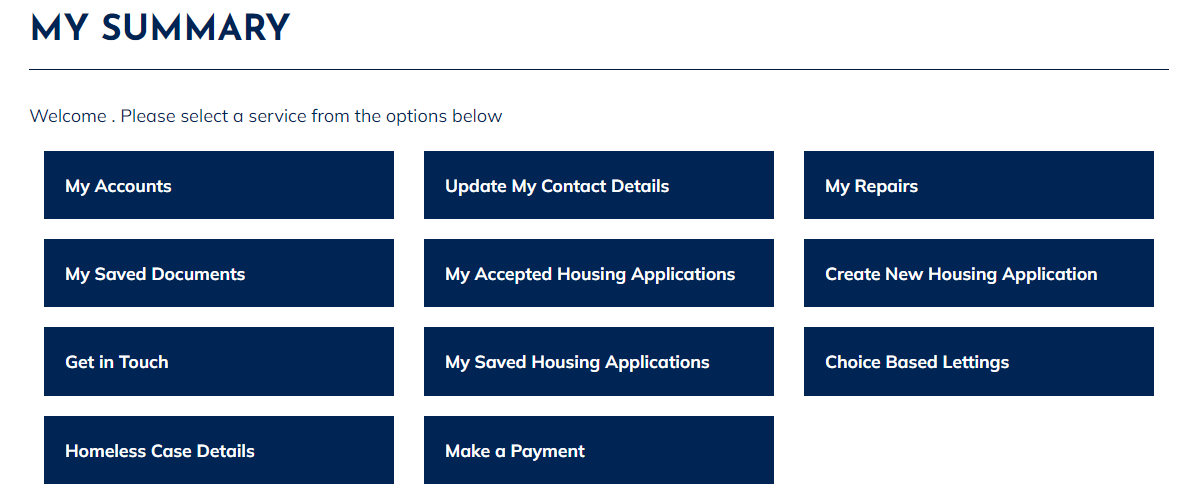 MY SUMMARY
Welcome . Please select a service from the options below
My Accounts
Update My Contact Details
My Repairs
My Saved Documents
My Accepted Housing Applications
Create New Housing Application
Get in Touch
My Saved Housing Applications
Choice Based Lettings
Homeless Case Details
Make a Payment